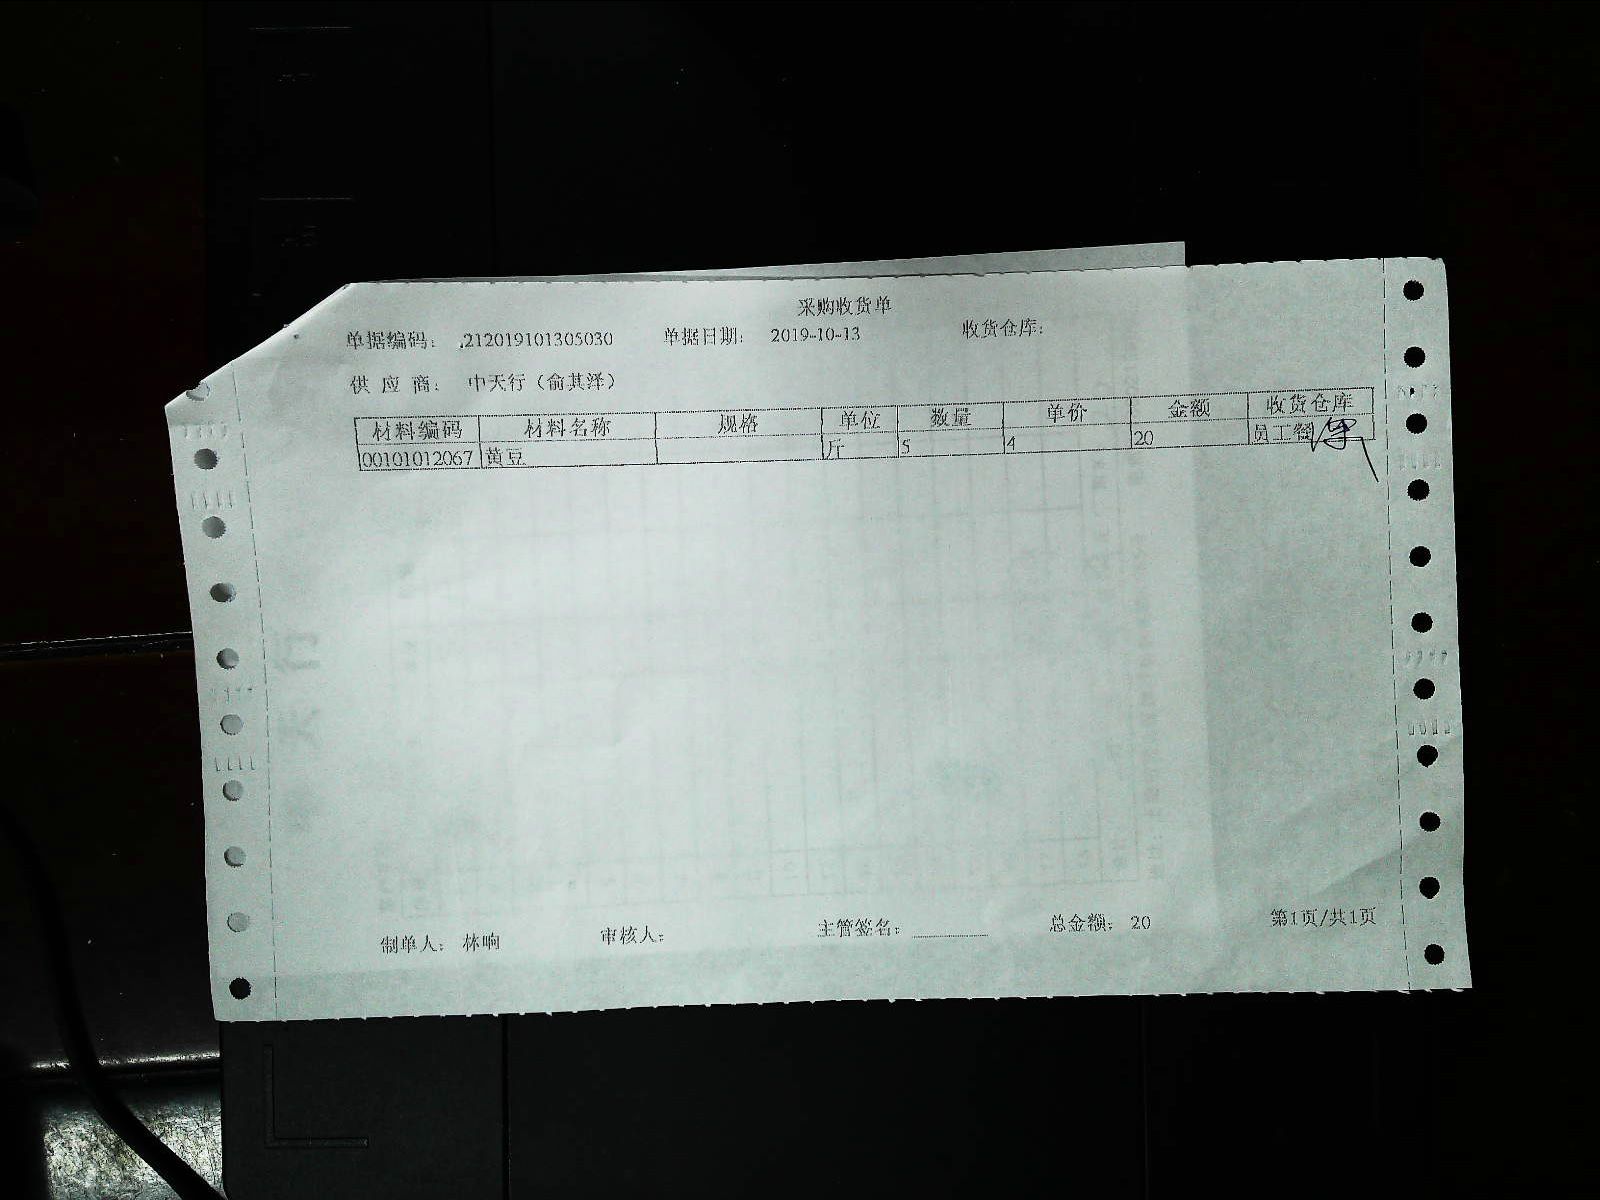 采购收货单
单据编码： 212019101305030 单据日期： 2019-10-13 收货仓库：
供 应 商： 中天行（俞其泽）
材料编码 材料名称 规格 单位 数量 单价 金额 收货仓库
00101012067 黄豆 斤 5 4 20 员工餐
制单人： 林响 审核人： 主管签名： 总金额： 20 第1页/共1页